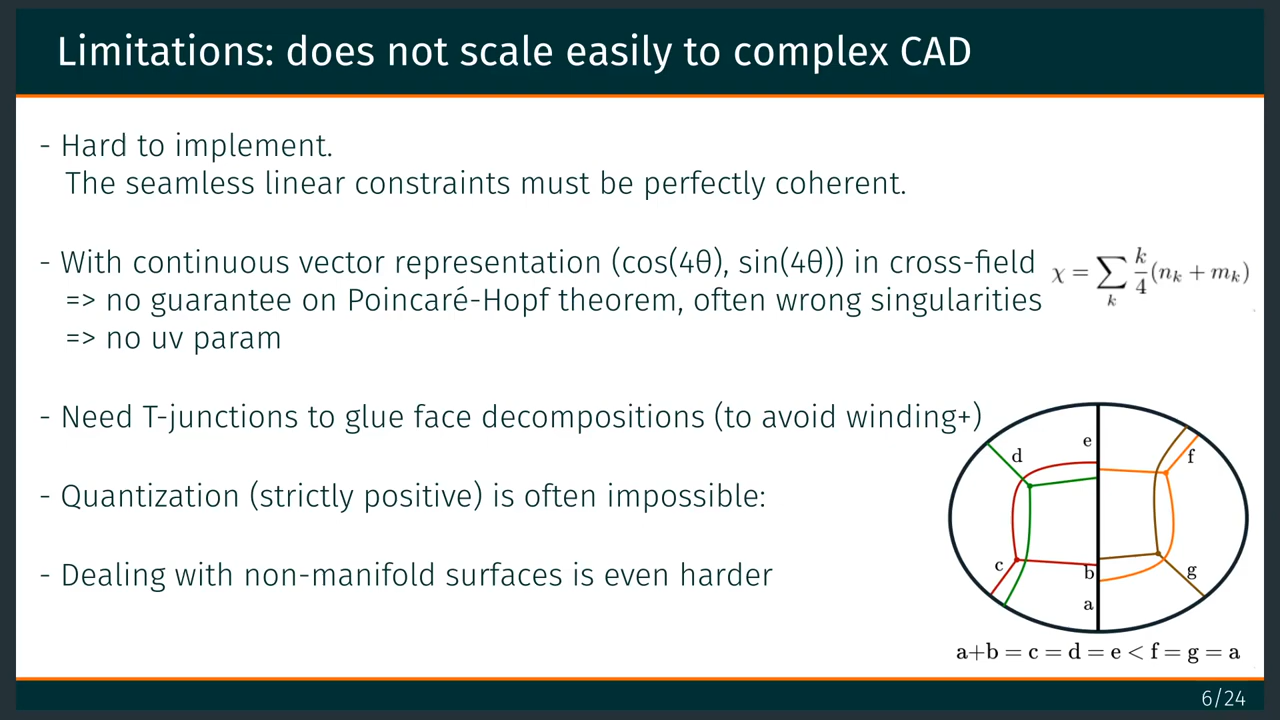 Limitations: does not scale easily to complex CAD
- Hard to implement.
The seamless linear constraints must be perfectly coherent.
- With continuous vector representation (cos(4θ), sin(4θ)) in cross-field
=> no guarantee on Poincaré-Hopf theorem, often wrong singularities
=> no uv param
χ = ∑_k k/4 (n_k + m_k)
- Need T-junctions to glue face decompositions (to avoid winding+)
- Quantization (strictly positive) is often impossible:
- Dealing with non-manifold surfaces is even harder
e
d
f
c
b
g
a
a+b = c = d = e < f = g = a
6/24